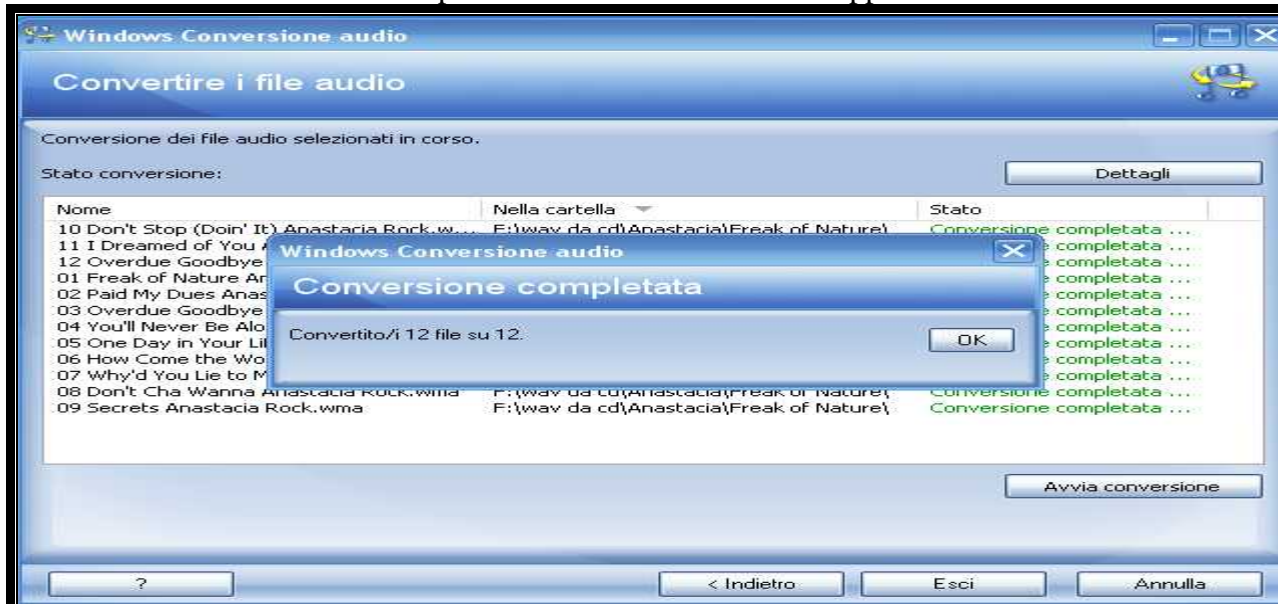 Windows Conversione audio
Convertire i file audio
Conversione dei file audio selezionati in corso.
Stato conversione:
Dettagli
Nome Nella cartella Stato
10 Don't Stop (Doin' It) Anastacia Rock.w... F:\wav da cd\Anastacia\Freak of Nature\ Conversione completata ...
11 I Dreamed of You completata ...
12 Overdue Goodbye completata ...
01 Freak of Nature completata ...
02 Paid My Dues Anas completata ...
03 Overdue Goodbye completata ...
04 You'll Never Be Alo completata ...
05 One Day in Your Lif completata ...
06 How Come the Wo completata ...
07 Why'd You Lie to M completata ...
08 Don't Cha Wanna Anastacia Rock.wma F:\wav da cd\Anastacia\Freak of Nature\ Conversione completata ...
09 Secrets Anastacia Rock.wma F:\wav da cd\Anastacia\Freak of Nature\ Conversione completata ...
Windows Conversione audio
Conversione completata
Convertito/i 12 file su 12.
OK
Avvia conversione
?
< Indietro
Esci
Annulla